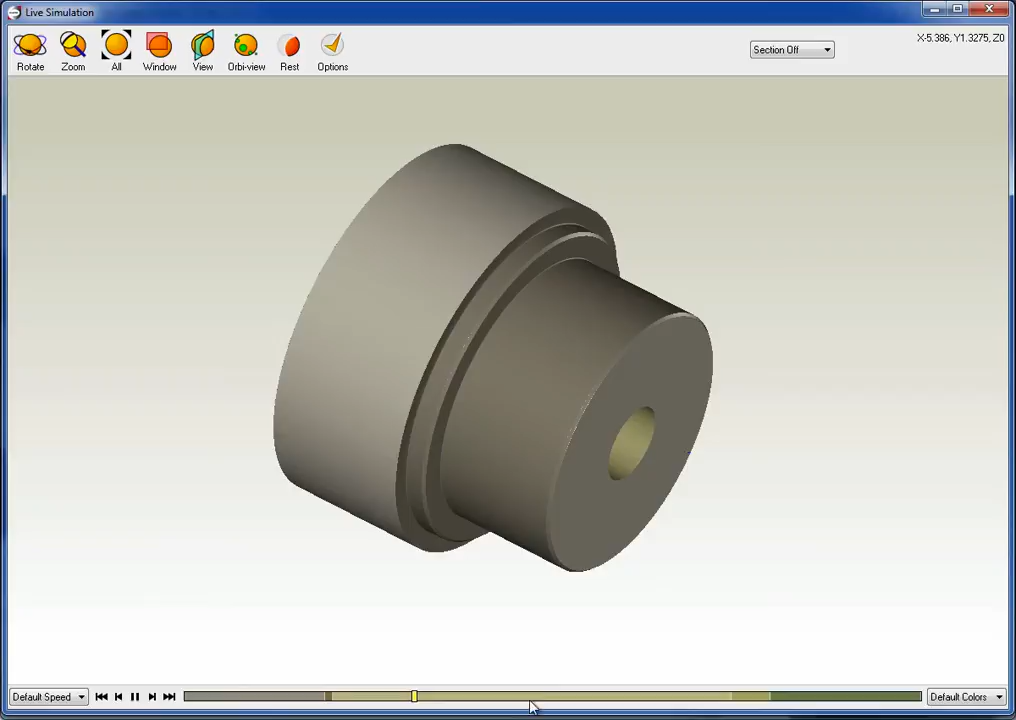 Live Simulation
Rotate
Zoom
All
Window
View
Orbi-view
Rest
Options
Section Off
X-5.386, Y1.3275, Z0
Default Speed
Default Colors